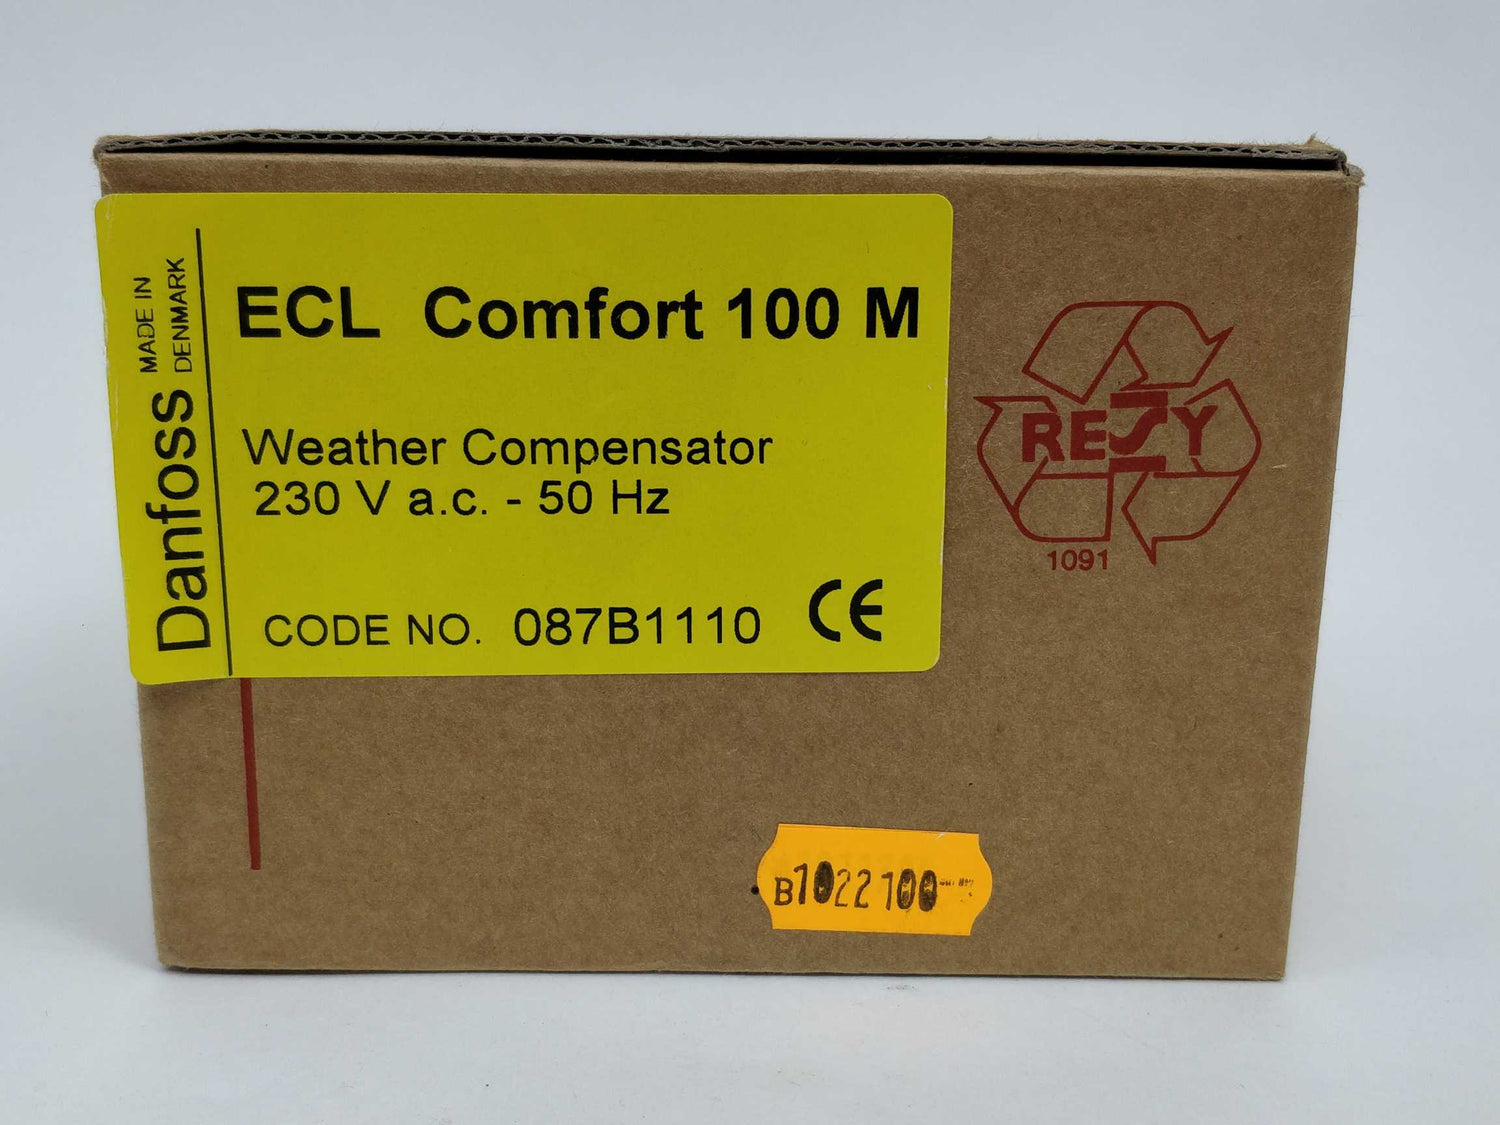 Danfoss MADE IN
DENMARK
ECL Comfort 100 M
Weather Compensator
230 V a.c. - 50 Hz
CODE NO. 087B1110 CE
RESY
1091
B1022100